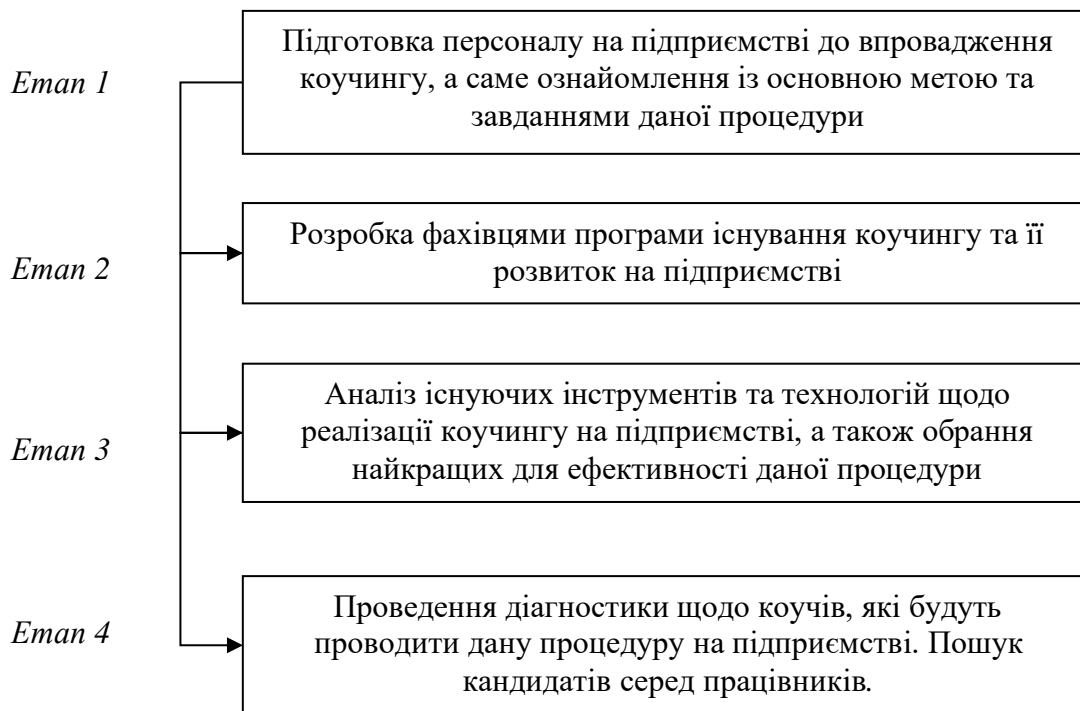 Етап 1
Підготовка персоналу на підприємстві до впровадження
коучингу, а саме ознайомлення із основною метою та
завданнями даної процедури
Етап 2
Розробка фахівцями програми існування коучингу та її
розвиток на підприємстві
Етап 3
Аналіз існуючих інструментів та технологій щодо
реалізації коучингу на підприємстві, а також обрання
найкращих для ефективності даної процедури
Етап 4
Проведення діагностики щодо коучів, які будуть
проводити дану процедуру на підприємстві. Пошук
кандидатів серед працівників.